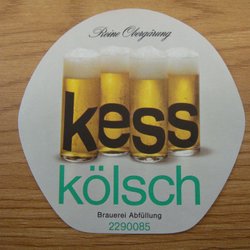 Reine Obergärung
kess
kölsch
Brauerei Abfüllung
2290085